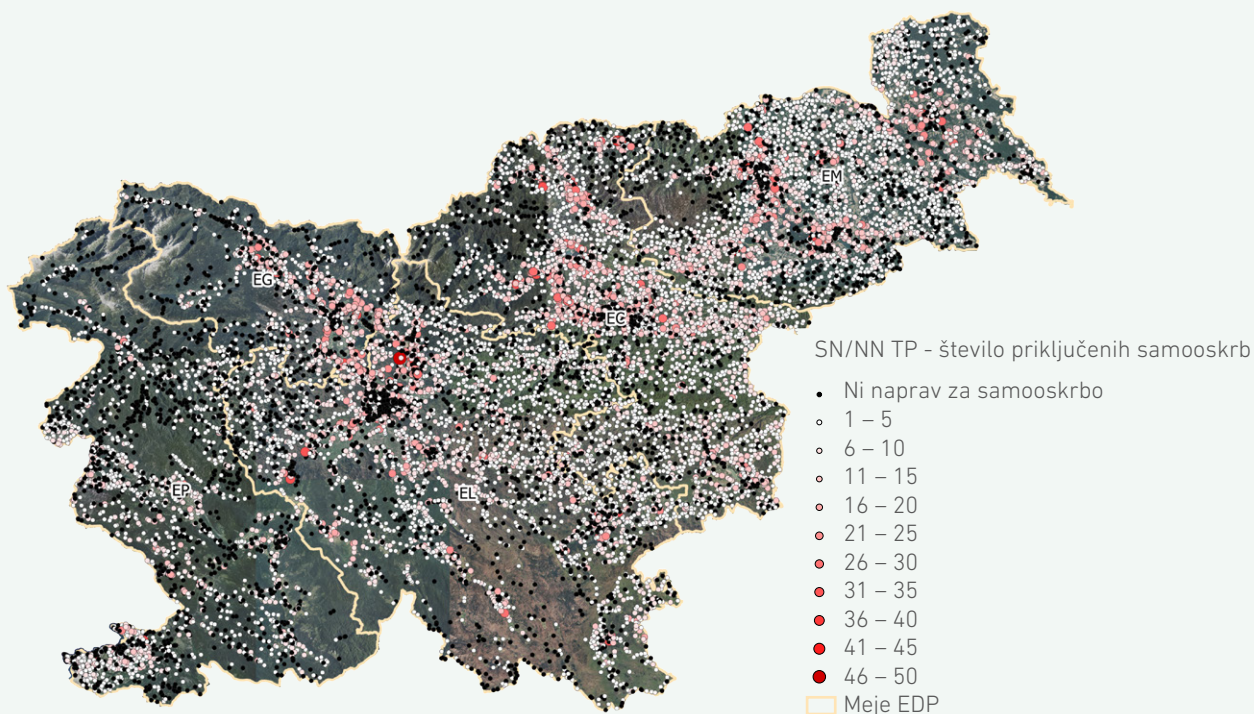 EM
EG
EC
EP
EL
SN/NN TP - število priključenih samooskrb
Ni naprav za samooskrbo
1 – 5
6 – 10
11 – 15
16 – 20
21 – 25
26 – 30
31 – 35
36 – 40
41 – 45
46 – 50
Meje EDP